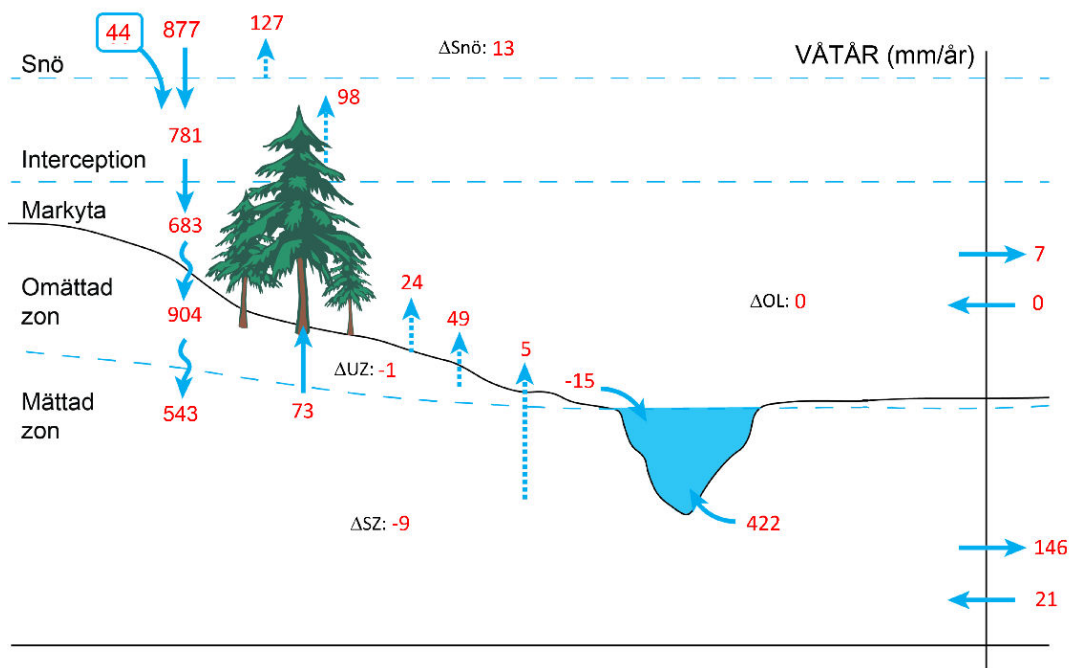 44 877 127
ΔSnö: 13
Snö
VÅTÅR (mm/år)
98
781
Interception
Markyta
683
7
Omättad
zon
904
24
49
ΔOL: 0
0
5
ΔUZ: -1
-15
Mättad
zon
543
73
ΔSZ: -9
422
146
21